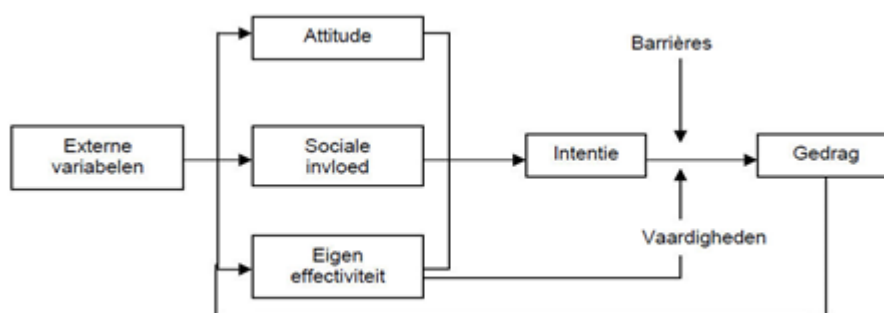 Attitude
Barrières
Externe
variabelen
Sociale
invloed
Intentie
Gedrag
Eigen
effectiviteit
Vaardigheden